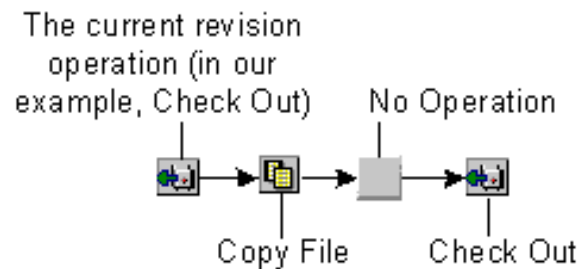 The current revision
operation (in our
example, Check Out)
No Operation
Copy File
Check Out